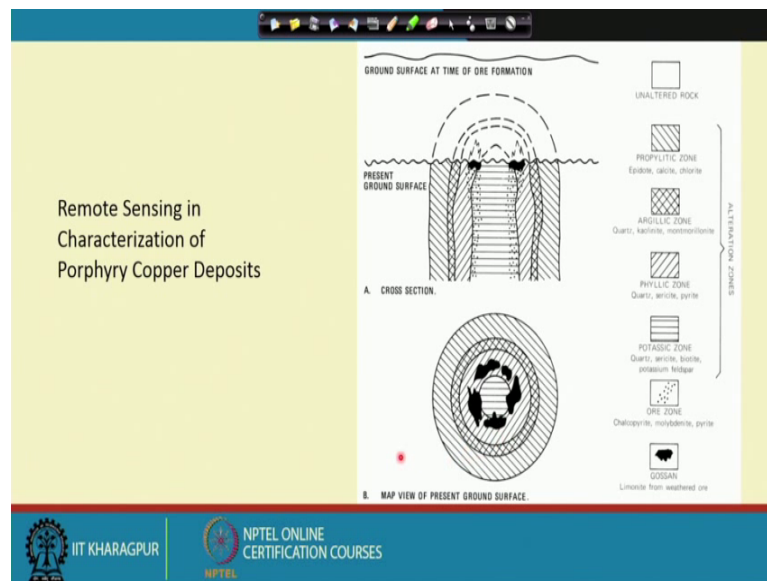 Remote Sensing in
Characterization of
Porphyry Copper Deposits
GROUND SURFACE AT TIME OF ORE FORMATION
PRESENT
GROUND SURFACE
A. CROSS SECTION.
B. MAP VIEW OF PRESENT GROUND SURFACE.
UNALTERED ROCK
PROPYLITIC ZONE
Epidote, calcite, chlorite
ARGILLIC ZONE
Quartz, kaolinite, montmorillonite
PHYLLIC ZONE
Quartz, sericite, pyrite
POTASSIC ZONE
Quartz, sericite, biotite,
potassium feldspar
ORE ZONE
Chalcopyrite, molybdenite, pyrite
GOSSAN
Limonite from weathered ore
ALTERATION ZONES
IIT KHARAGPUR
NPTEL
NPTEL ONLINE
CERTIFICATION COURSES